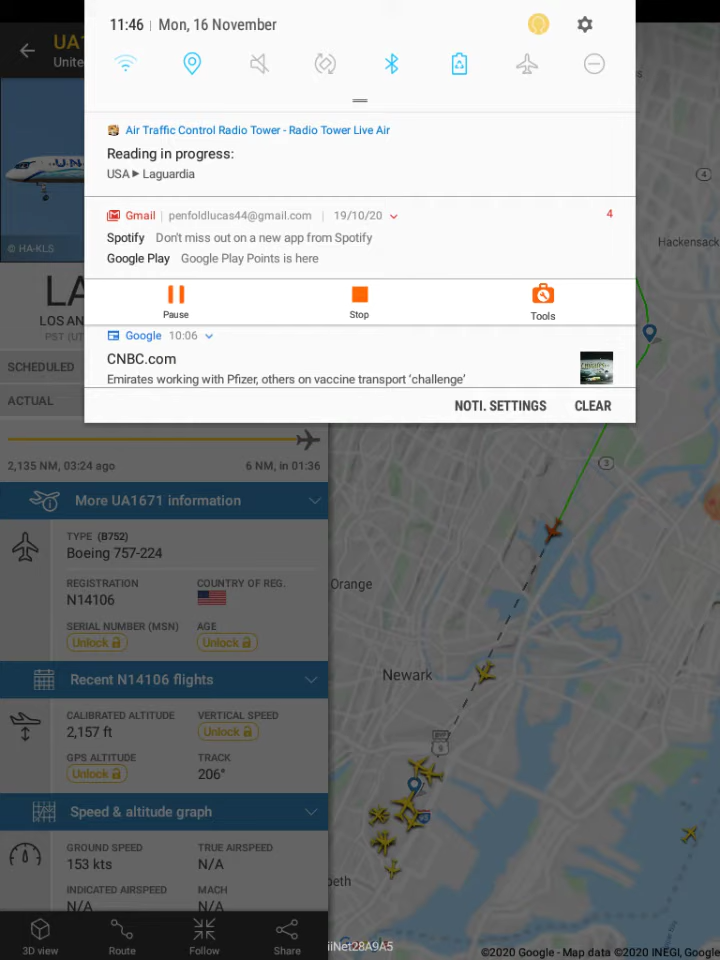 11:46 | Mon, 16 November
UA1
Unite
Air Traffic Control Radio Tower - Radio Tower Live Air
Reading in progress:
USA ▸ Laguardia
Gmail | penfoldlucas44@gmail.com | 19/10/20
4
Spotify Don't miss out on a new app from Spotify
Google Play Google Play Points is here
Pause
Stop
Tools
Google 10:06
CNBC.com
Emirates working with Pfizer, others on vaccine transport 'challenge'
NOTI. SETTINGS
CLEAR
© HA-KLS
LA
LOS AN
PST (UT
SCHEDULED
ACTUAL
2,135 NM, 03:24 ago
6 NM, in 01:36
More UA1671 information
TYPE (B752)
Boeing 757-224
REGISTRATION
COUNTRY OF REG.
N14106
SERIAL NUMBER (MSN)
AGE
Unlock
Unlock
Recent N14106 flights
CALIBRATED ALTITUDE
VERTICAL SPEED
2,157 ft
Unlock
GPS ALTITUDE
TRACK
Unlock
206°
Speed & altitude graph
GROUND SPEED
TRUE AIRSPEED
153 kts
N/A
INDICATED AIRSPEED
MACH
N/A
N/A
3D view
Route
Follow
Share
4
Hackensack
3
Orange
Newark
9
beth
iiNet28A9A5
©2020 Google - Map data ©2020 INEGI, Google